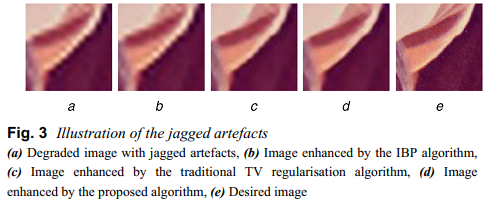 a b c d e
Fig. 3 Illustration of the jagged artefacts
(a) Degraded image with jagged artefacts, (b) Image enhanced by the IBP algorithm,
(c) Image enhanced by the traditional TV regularisation algorithm, (d) Image
enhanced by the proposed algorithm, (e) Desired image